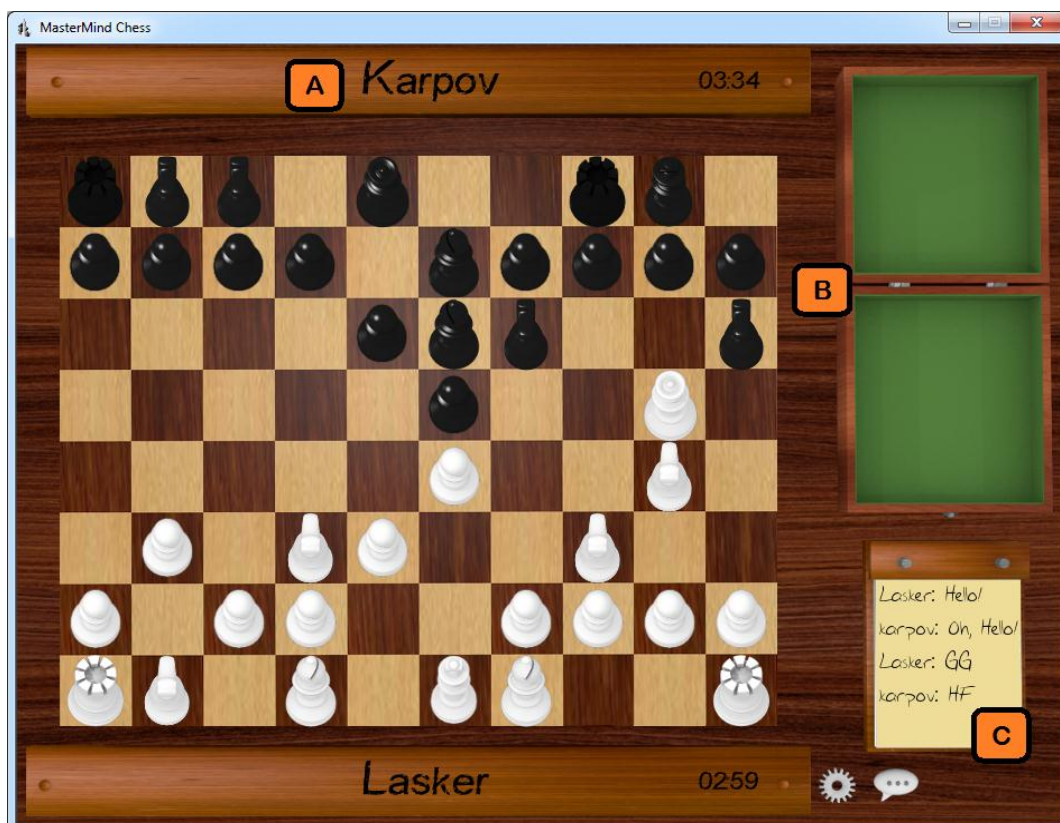 MasterMind Chess
A
Karpov
03:34
B
Lasker: Hello!
karpov: Oh, Hello!
Lasker: GG
karpov: HF
C
Lasker
02:59